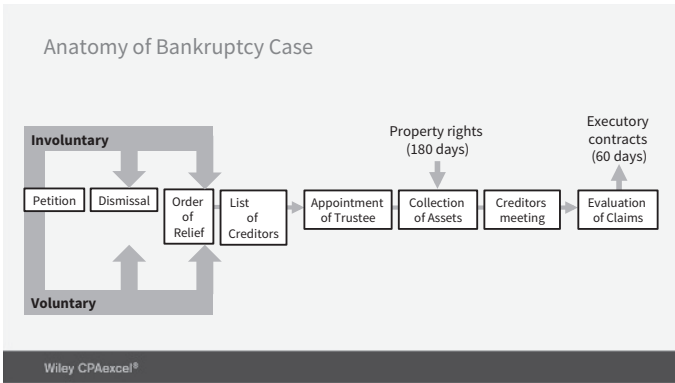 Anatomy of Bankruptcy Case
Involuntary
Property rights
(180 days)
Executory
contracts
(60 days)
Petition
Dismissal
Order
of
Relief
List
of
Creditors
Appointment
of Trustee
Collection
of Assets
Creditors
meeting
Evaluation
of Claims
Voluntary
Wiley CPAexcel®